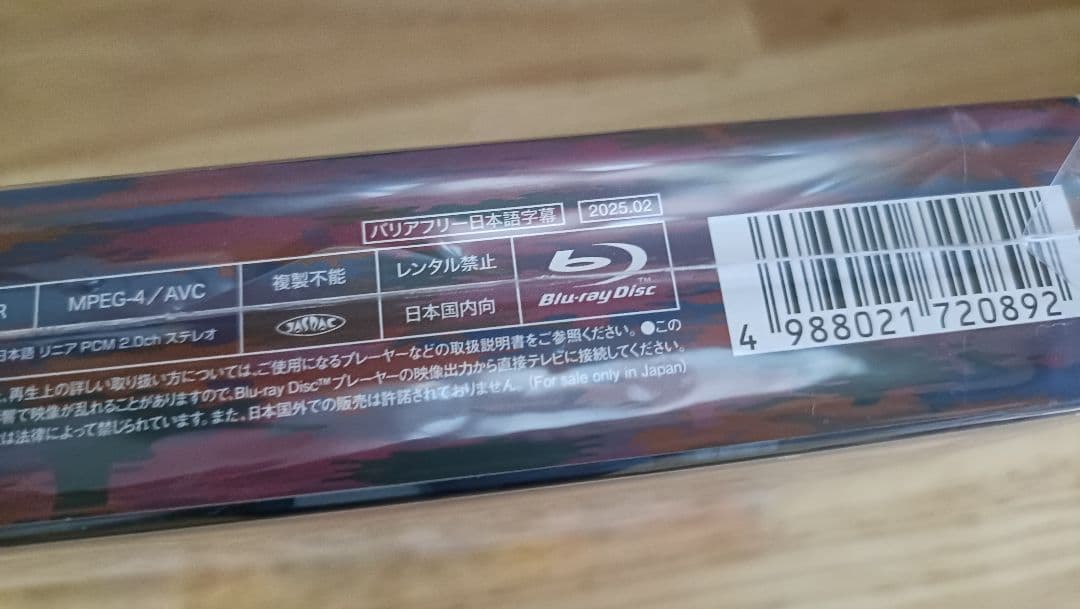 バリアフリー日本語字幕 2025.02
R MPEG-4/AVC 複製不能 レンタル禁止 Blu-ray Disc™
日本語 リニア PCM 2.0ch ステレオ JASRAC 日本国内向
、再生上の詳しい取り扱い方については、ご使用になるプレーヤーなどの取扱説明書をご参照ください。●この
影響で映像が乱れることがありますので、Blu-ray Disc™プレーヤーの映像出力から直接テレビに接続してください。
は法律によって禁じられています。また、日本国外での販売は許諾されておりません。(For sale only in Japan)
4 988021 720892